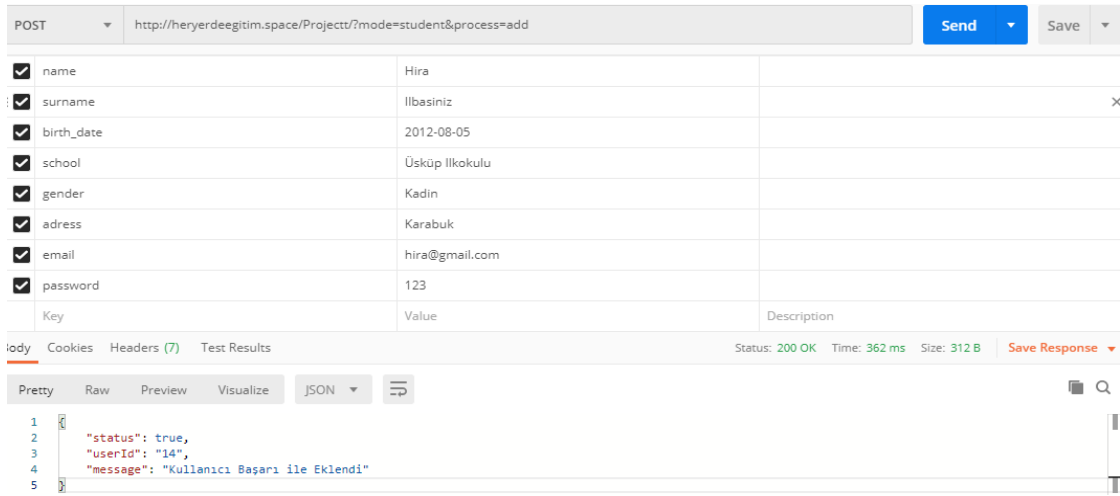 POST http://heryerdeegitim.space/Projectt/?mode=student&process=add Send Save
name Hira
surname Ilbasiniz
birth_date 2012-08-05
school Üsküp Ilkokulu
gender Kadin
adress Karabuk
email hira@gmail.com
password 123
Key Value Description
Body Cookies Headers (7) Test Results Status: 200 OK Time: 362 ms Size: 312 B Save Response
Pretty Raw Preview Visualize JSON
1 {
2 "status": true,
3 "userId": "14",
4 "message": "Kullanıcı Başarı ile Eklendi"
5 }